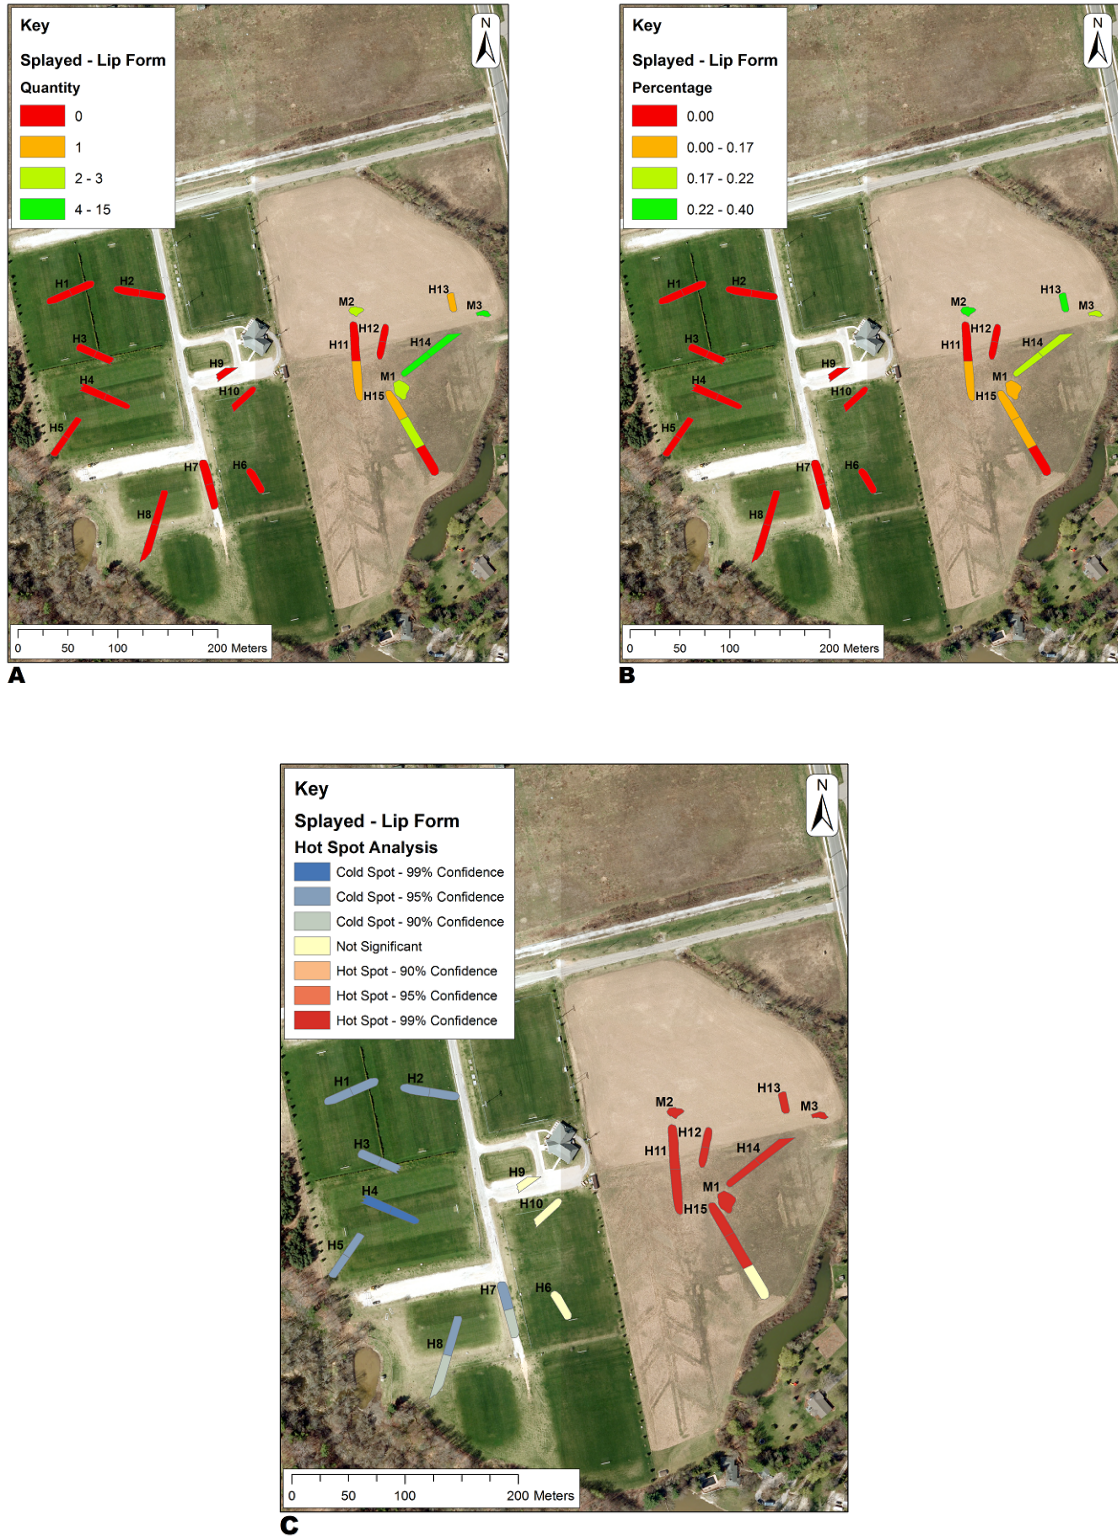 Key
Splayed - Lip Form
Quantity
0
1
2 - 3
4 - 15
N
H1
H2
H3
H4
H5
H6
H7
H8
H9
H10
H11
H12
H13
H14
H15
M1
M2
M3
0 50 100 200 Meters
A
Key
Splayed - Lip Form
Percentage
0.00
0.00 - 0.17
0.17 - 0.22
0.22 - 0.40
N
H1
H2
H3
H4
H5
H6
H7
H8
H9
H10
H11
H12
H13
H14
H15
M1
M2
M3
0 50 100 200 Meters
B
Key
Splayed - Lip Form
Hot Spot Analysis
Cold Spot - 99% Confidence
Cold Spot - 95% Confidence
Cold Spot - 90% Confidence
Not Significant
Hot Spot - 90% Confidence
Hot Spot - 95% Confidence
Hot Spot - 99% Confidence
N
H1
H2
H3
H4
H5
H6
H7
H8
H9
H10
H11
H12
H13
H14
H15
M1
M2
M3
0 50 100 200 Meters
C